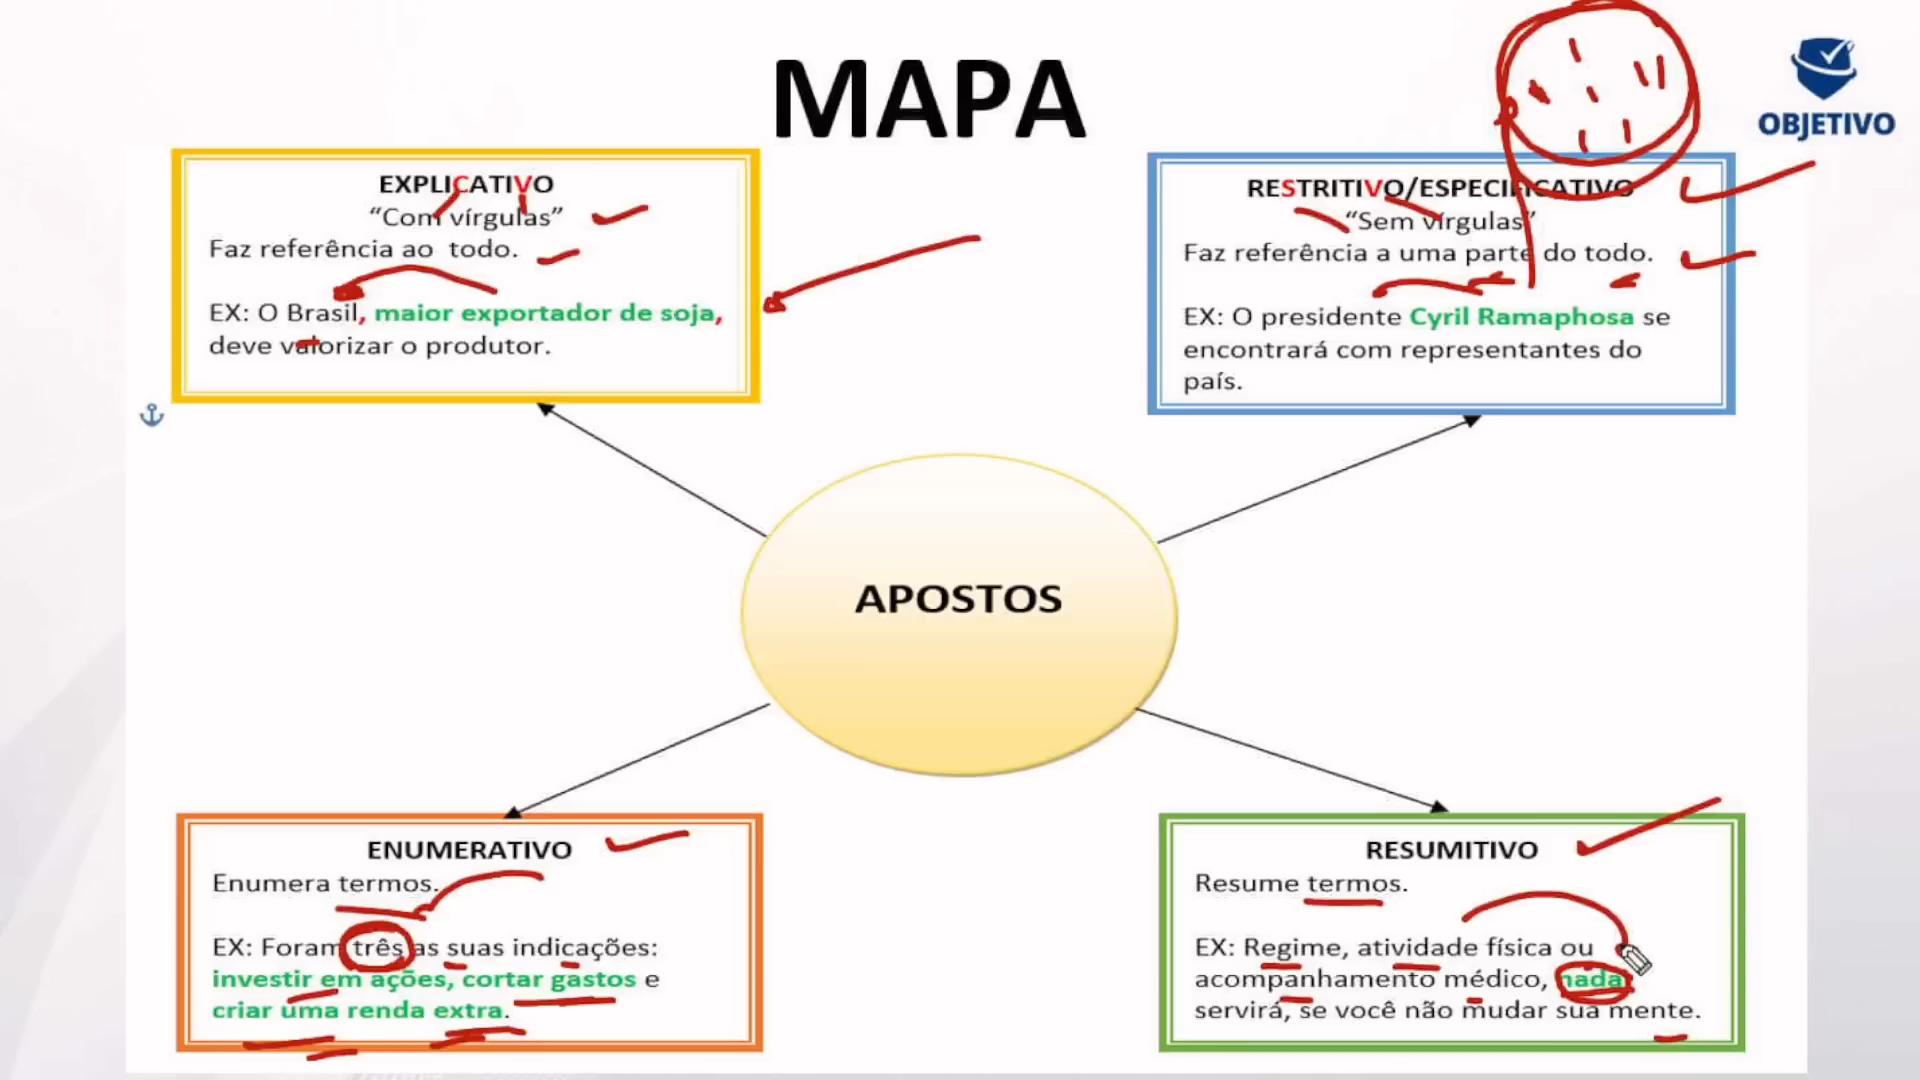 MAPA
OBJETIVO
EXPLICATIVO
“Com vírgulas”
Faz referência ao todo.
EX: O Brasil, maior exportador de soja,
deve valorizar o produtor.
RESTRITIVO/ESPECIFICATIVO
“Sem vírgulas”
Faz referência a uma parte do todo.
EX: O presidente Cyril Ramaphosa se
encontrará com representantes do
país.
APOSTOS
ENUMERATIVO
Enumera termos.
EX: Foram três as suas indicações:
investir em ações, cortar gastos e
criar uma renda extra.
RESUMITIVO
Resume termos.
EX: Regime, atividade física ou
acompanhamento médico, nada
servirá, se você não mudar sua mente.